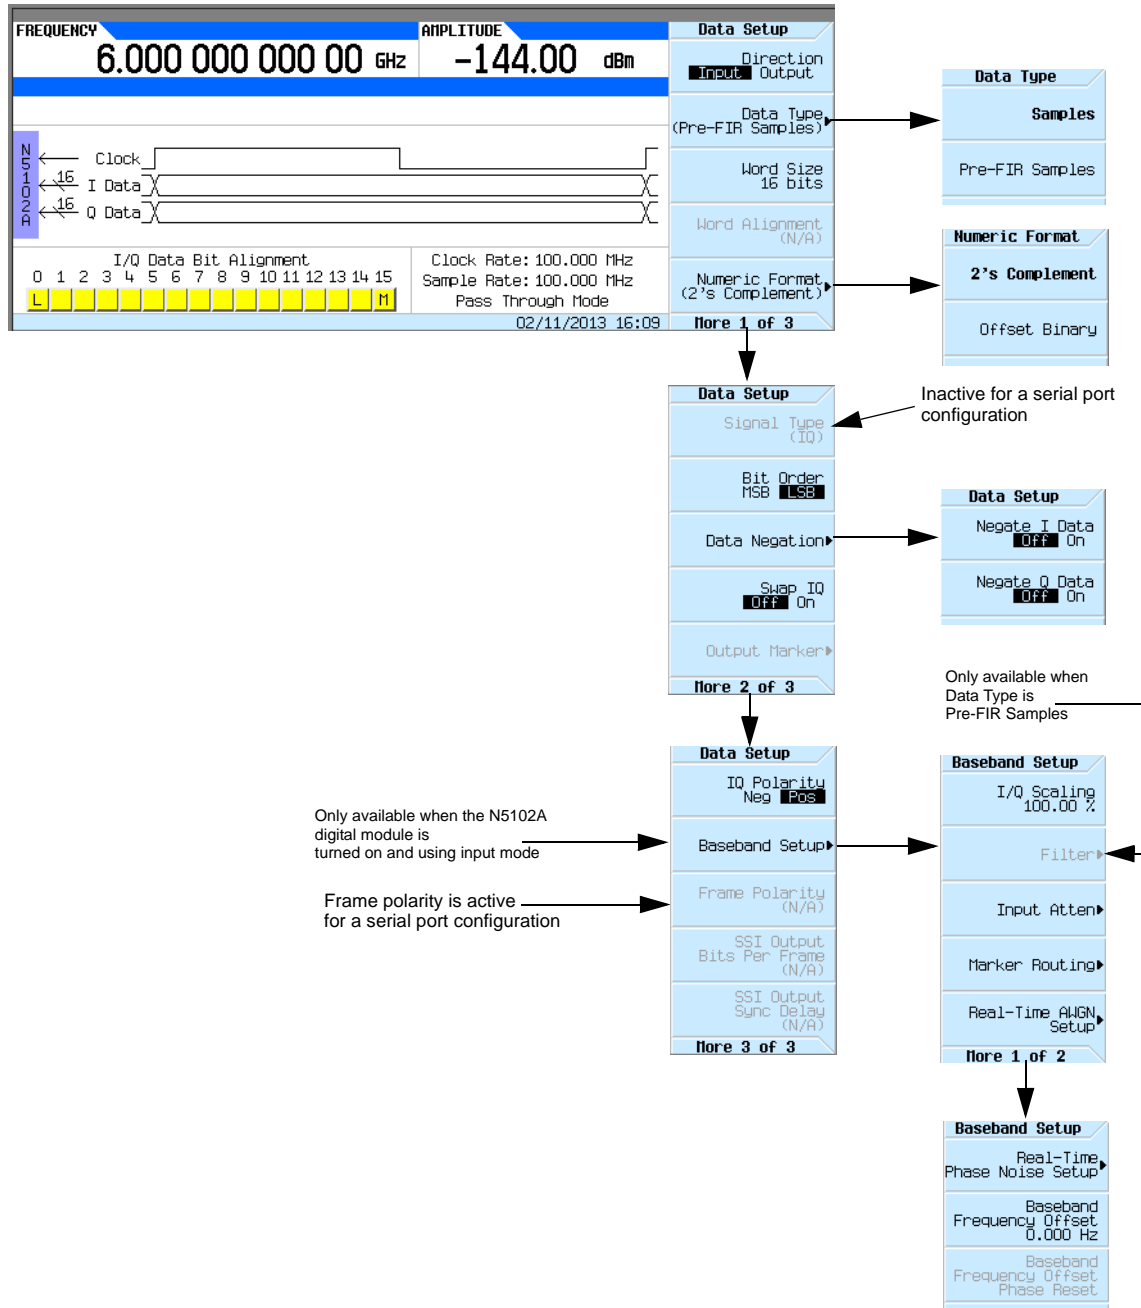 FREQUENCY
6.000 000 000 00 GHz
AMPLITUDE
-144.00 dBm
N5102A
Clock
16
I Data
16
Q Data
I/Q Data Bit Alignment
0 1 2 3 4 5 6 7 8 9 10 11 12 13 14 15
L M
Clock Rate: 100.000 MHz
Sample Rate: 100.000 MHz
Pass Through Mode
02/11/2013 16:09
Data Setup
Direction
Input Output
Data Type
(Pre-FIR Samples)
Word Size
16 bits
Word Alignment
(N/A)
Numeric Format
(2's Complement)
More 1 of 3
Data Type
Samples
Pre-FIR Samples
Numeric Format
2's Complement
Offset Binary
Data Setup
Signal Type
(IQ)
Bit Order
MSB LSB
Data Negation
Swap IQ
Off On
Output Marker
More 2 of 3
Inactive for a serial port
configuration
Data Setup
Negate I Data
Off On
Negate Q Data
Off On
Only available when
Data Type is
Pre-FIR Samples
Data Setup
IQ Polarity
Neg Pos
Baseband Setup
Frame Polarity
(N/A)
SSI Output
Bits Per Frame
(N/A)
SSI Output
Sync Delay
(N/A)
More 3 of 3
Only available when the N5102A
digital module is
turned on and using input mode
Frame polarity is active
for a serial port configuration
Baseband Setup
I/Q Scaling
100.00 %
Filter
Input Atten
Marker Routing
Real-Time AWGN
Setup
More 1 of 2
Baseband Setup
Real-Time
Phase Noise Setup
Baseband
Frequency Offset
0.000 Hz
Baseband
Frequency Offset
Phase Reset